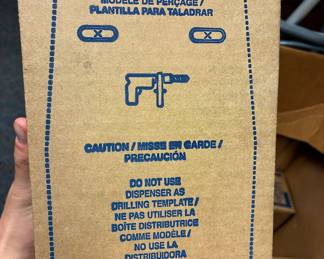 MODÈLE DE PERÇAGE /
PLANTILLA PARA TALADRAR
X X
CAUTION / MISSE EN GARDE /
PRECAUCIÓN
DO NOT USE
DISPENSER AS
DRILLING TEMPLATE /
NE PAS UTILISER LA
BOÎTE DISTRIBUTRICE
COMME MODÈLE /
NO USE LA
DISTRIBUIDORA